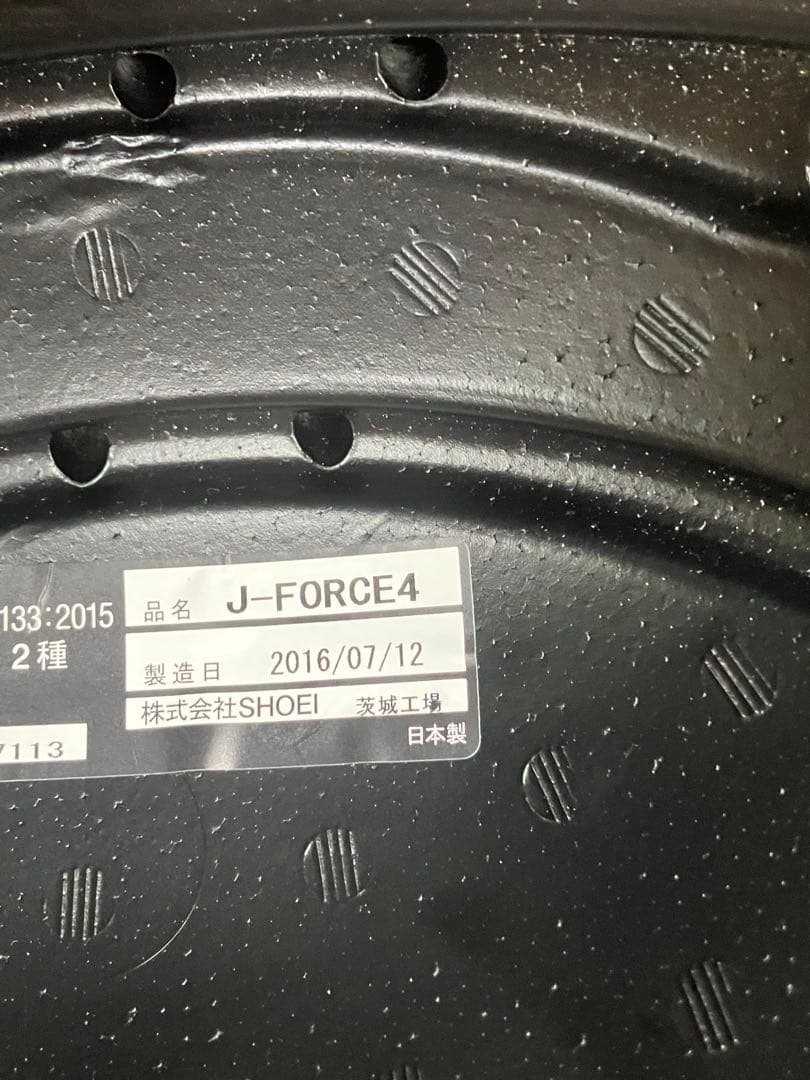 133:2015
2種
7113
品名 J-FORCE4
製造日 2016/07/12
株式会社SHOEI 茨城工場
日本製